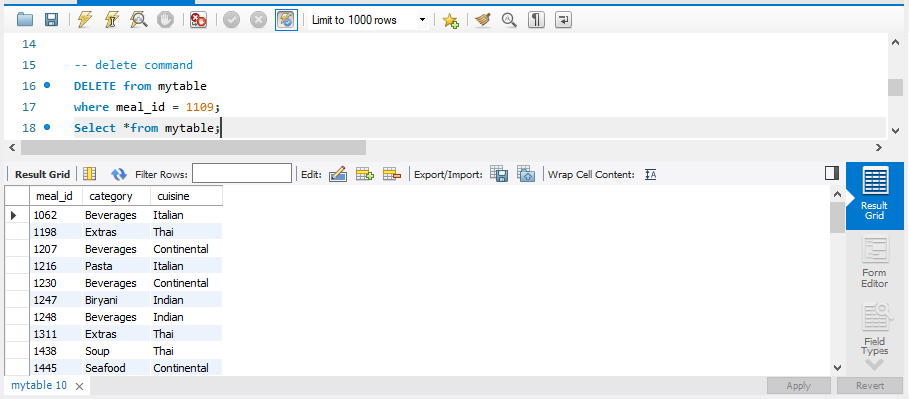 Limit to 1000 rows
14
15 -- delete command
16 DELETE from mytable
17 where meal_id = 1109;
18 Select *from mytable;
Result Grid Filter Rows: Edit: Export/Import: Wrap Cell Content: IA
meal_id category cuisine
1062 Beverages Italian
1198 Extras Thai
1207 Beverages Continental
1216 Pasta Italian
1230 Beverages Continental
1247 Biryani Indian
1248 Beverages Indian
1311 Extras Thai
1438 Soup Thai
1445 Seafood Continental
Result
Grid
Form
Editor
Field
Types
mytable 10
Apply Revert